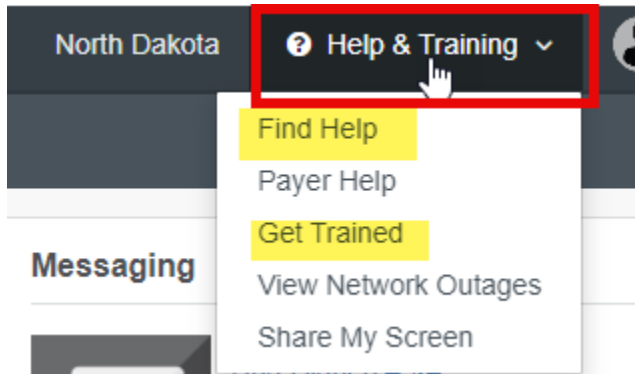 North Dakota
Help & Training
Find Help
Payer Help
Get Trained
View Network Outages
Share My Screen
Messaging